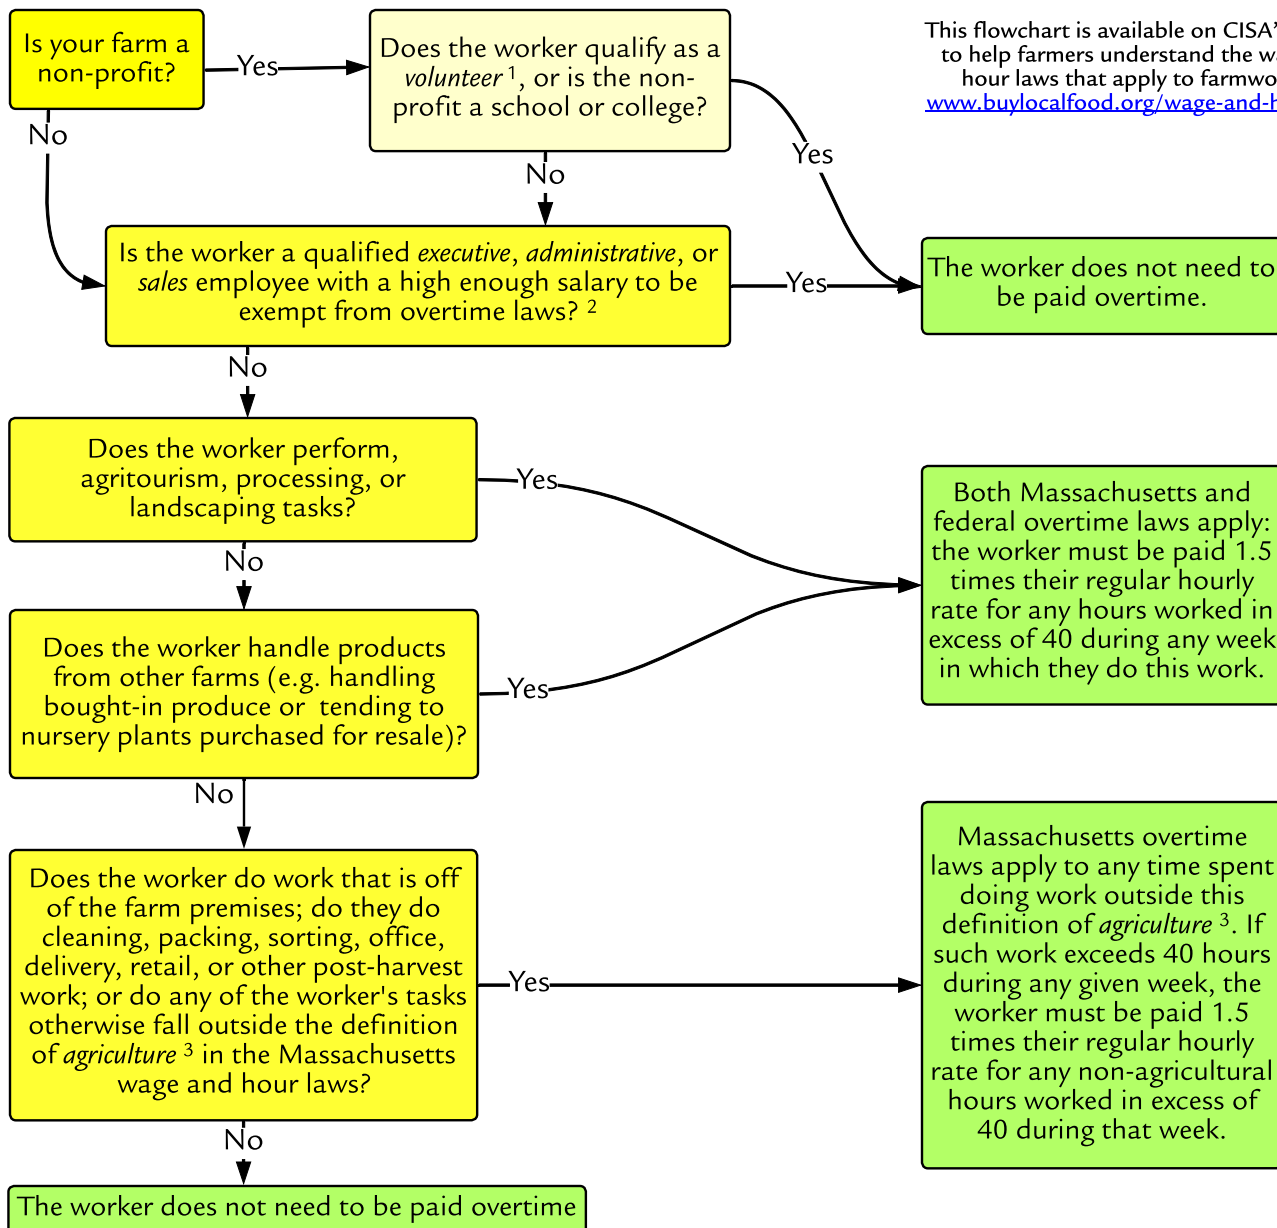 Is your farm a
non-profit?
Yes
Does the worker qualify as a
volunteer 1, or is the non-
profit a school or college?
This flowchart is available on CISA'
to help farmers understand the
hour laws that apply to
www.buylocalfood.org/wage-and-
No
Yes
No
Is the worker a qualified executive, administrative, or
sales employee with a high enough salary to be
exempt from overtime laws? 2
Yes
The worker does not need to
be paid overtime.
No
Does the worker perform,
agritourism, processing, or
landscaping tasks?
Yes
Both Massachusetts and
federal overtime laws apply:
the worker must be paid 1.5
times their regular hourly
rate for any hours worked in
excess of 40 during any week
in which they do this work.
No
Does the worker handle products
from other farms (e.g. handling
bought-in produce or tending to
nursery plants purchased for resale)?
Yes
No
Does the worker do work that is off
of the farm premises; do they do
cleaning, packing, sorting, office,
delivery, retail, or other post-harvest
work; or do any of the worker's tasks
otherwise fall outside the definition
of agriculture 3 in the Massachusetts
wage and hour laws?
Yes
Massachusetts overtime
laws apply to any time spent
doing work outside this
definition of agriculture 3. If
such work exceeds 40 hours
during any given week, the
worker must be paid 1.5
times their regular hourly
rate for any non-agricultural
hours worked in excess of
40 during that week.
No
The worker does not need to be paid overtime